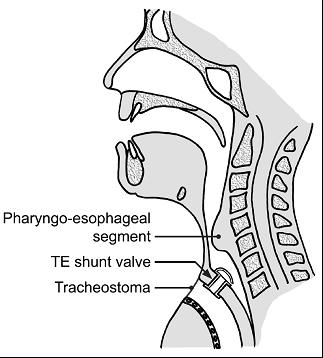 Pharyngo-esophageal
segment
TE shunt valve
Tracheostoma